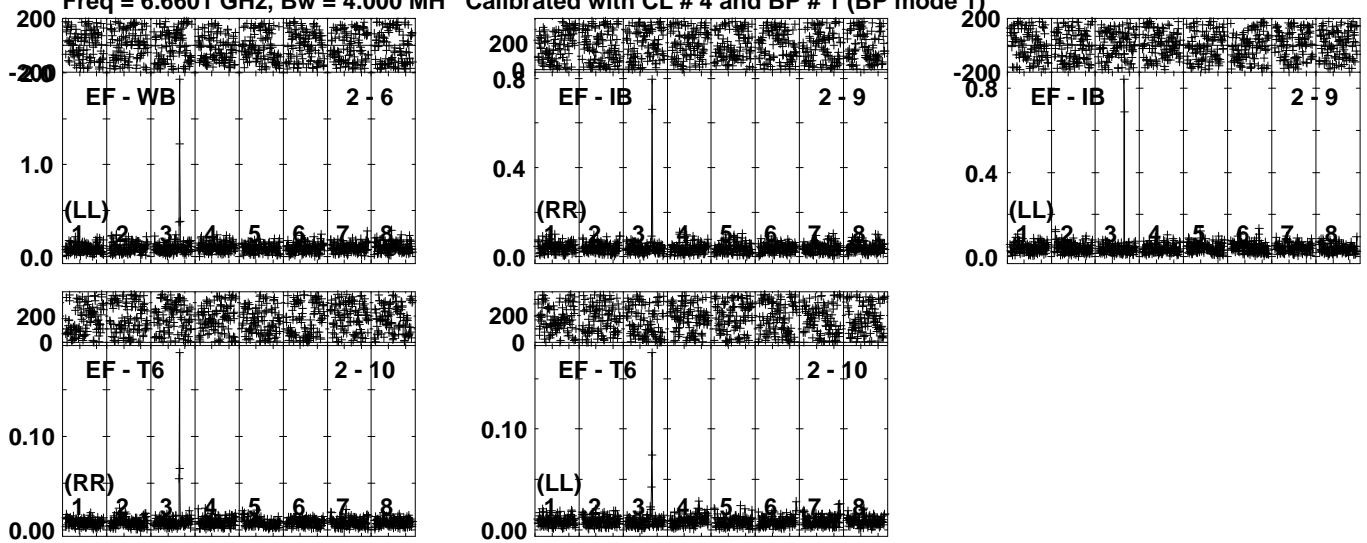 Freq = 6.6601 GHz, Bw = 4.000 MH Calibrated with CL # 4 and BP # 1 (BP mode 1)
200
-200
2.0
EF - WB 2 - 6
1.0
(LL)
1 2 3 4 5 6 7 8
0.0
200
0
0.8
EF - IB 2 - 9
0.4
(RR)
1 2 3 4 5 6 7 8
0.0
200
-200
0.8
EF - IB 2 - 9
0.4
(LL)
1 2 3 4 5 6 7 8
0.0
200
0
EF - T6 2 - 10
0.10
(RR)
1 2 3 4 5 6 7 8
0.00
200
0
EF - T6 2 - 10
0.10
(LL)
1 2 3 4 5 6 7 8
0.00